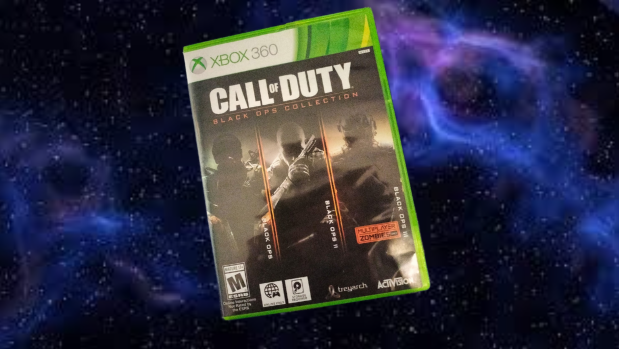 XBOX 360
CALL OF DUTY
BLACK OPS COLLECTION
BLACK OPS
BLACK OPS II
BLACK OPS III
MULTIPLAYER
ZOMBIES
M
ESRB
treyarch
ACTIVISION